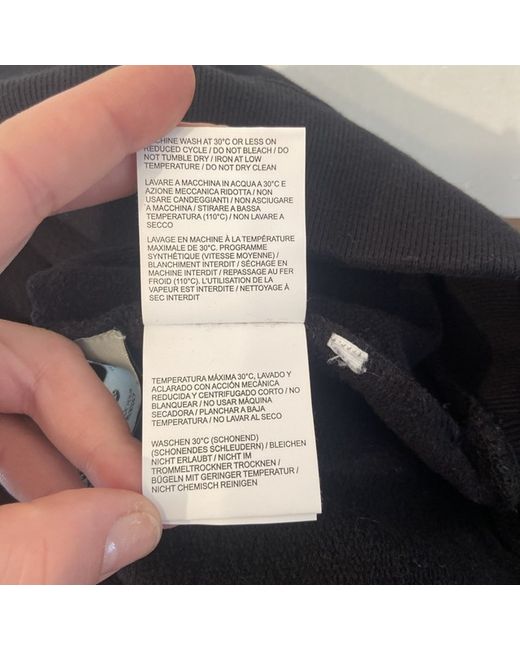 MACHINE WASH AT 30°C OR LESS ON
REDUCED CYCLE / DO NOT BLEACH / DO
NOT TUMBLE DRY / IRON AT LOW
TEMPERATURE / DO NOT DRY CLEAN
LAVARE A MACCHINA IN ACQUA A 30°C E
AZIONE MECCANICA RIDOTTA / NON
USARE CANDEGGIANTI / NON ASCIUGARE
A MACCHINA / STIRARE A BASSA
TEMPERATURA (110°C) / NON LAVARE A
SECCO
LAVAGE EN MACHINE À LA TEMPÉRATURE
MAXIMALE DE 30°C. PROGRAMME
SYNTHÉTIQUE (VITESSE MOYENNE) /
BLANCHIMENT INTERDIT / SÉCHAGE EN
MACHINE INTERDIT / REPASSAGE AU FER
FROID (110°C). L'UTILISATION DE LA
VAPEUR EST INTERDITE / NETTOYAGE À
SEC INTERDIT
TEMPERATURA MÁXIMA 30°C, LAVADO Y
ACLARADO CON ACCIÓN MECÀNICA
REDUCIDA Y CENTRIFUGADO CORTO / NO
BLANQUEAR / NO USAR MÁQUINA
SECADORA / PLANCHAR A BAJA
TEMPERATURA / NO LAVAR AL SECO
WASCHEN 30°C (SCHONEND)
(SCHONENDES SCHLEUDERN) / BLEICHEN
NICHT ERLAUBT / NICHT IM
TROMMELTROCKNER TROCKNEN /
BÜGELN MIT GERINGER TEMPERATUR /
NICHT CHEMISCH REINIGEN